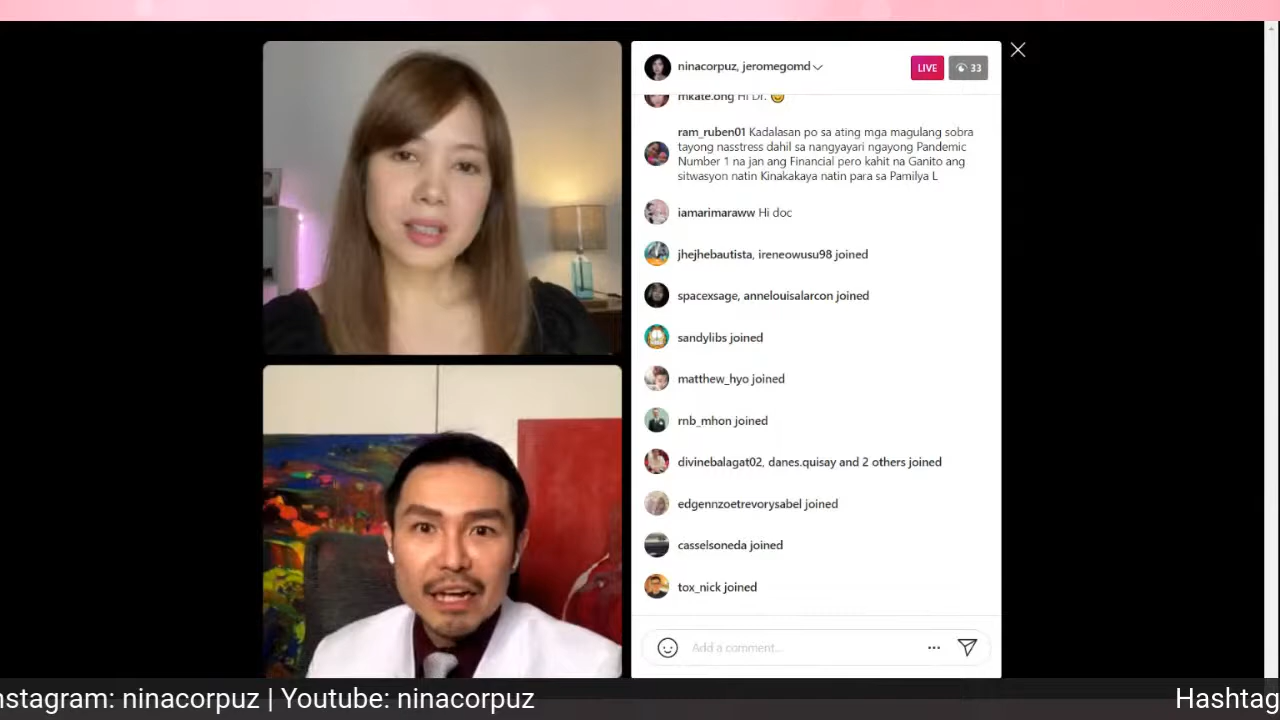 ninacorpuz, jeromegomd
LIVE
33
mkate.ong Hi Dr.
ram_ruben01 Kadalasan po sa ating mga magulang sobra
tayong nasstress dahil sa nangyayari ngayong Pandemic
Number 1 na jan ang Financial pero kahit na Ganito ang
sitwasyon natin Kinakakaya natin para sa Pamilya L
iamarimaraww Hi doc
jhejhebautista, ireneowusu98 joined
spacexsage, annelouisalarcon joined
sandylibs joined
matthew_hyo joined
rnb_mhon joined
divinebalagat02, danes.quisay and 2 others joined
edgennzoetrevorysabel joined
casselsoneda joined
tox_nick joined
Add a comment...
nstagram: ninacorpuz | Youtube: ninacorpuz
Hashtag